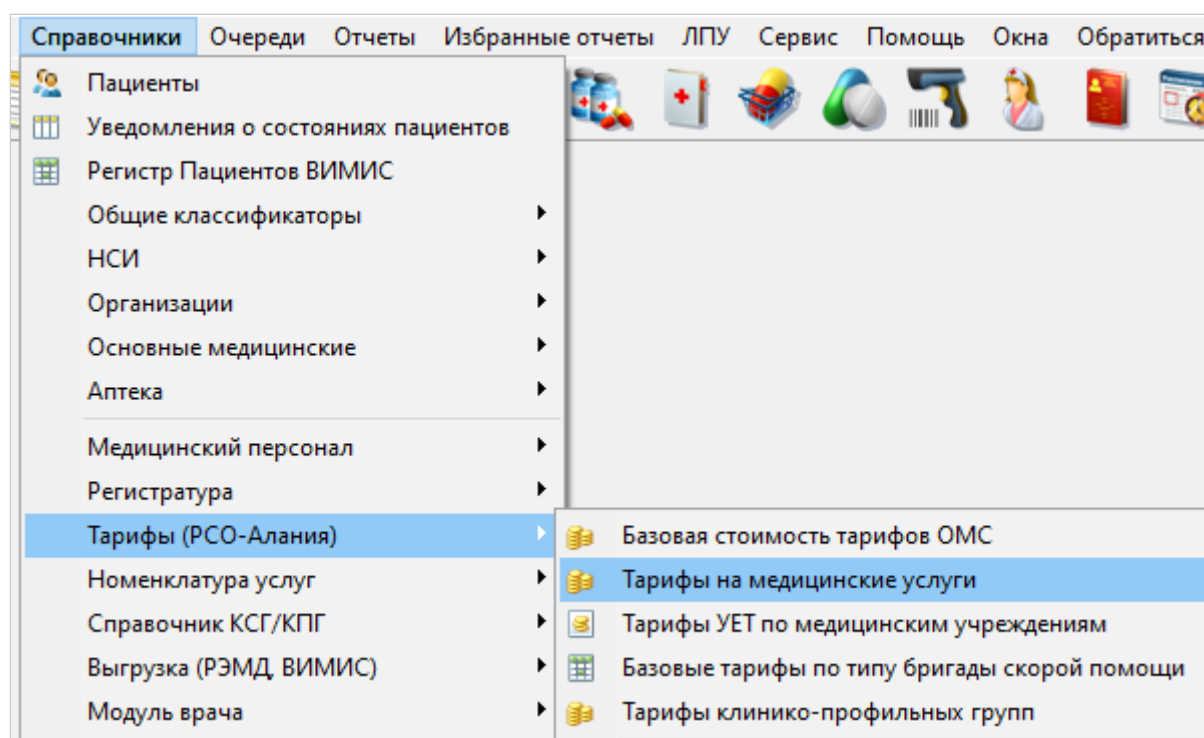 Справочники Очереди Отчеты Избранные отчеты ЛПУ Сервис Помощь Окна Обратиться
Пациенты
Уведомления о состояниях пациентов
Регистр Пациентов ВИМИС
Общие классификаторы
НСИ
Организации
Основные медицинские
Аптека
Медицинский персонал
Регистратура
Тарифы (РСО-Алания)
Номенклатура услуг
Справочник КСГ/КПГ
Выгрузка (РЭМД, ВИМИС)
Модуль врача
Базовая стоимость тарифов ОМС
Тарифы на медицинские услуги
Тарифы УЕТ по медицинским учреждениям
Базовые тарифы по типу бригады скорой помощи
Тарифы клинико-профильных групп